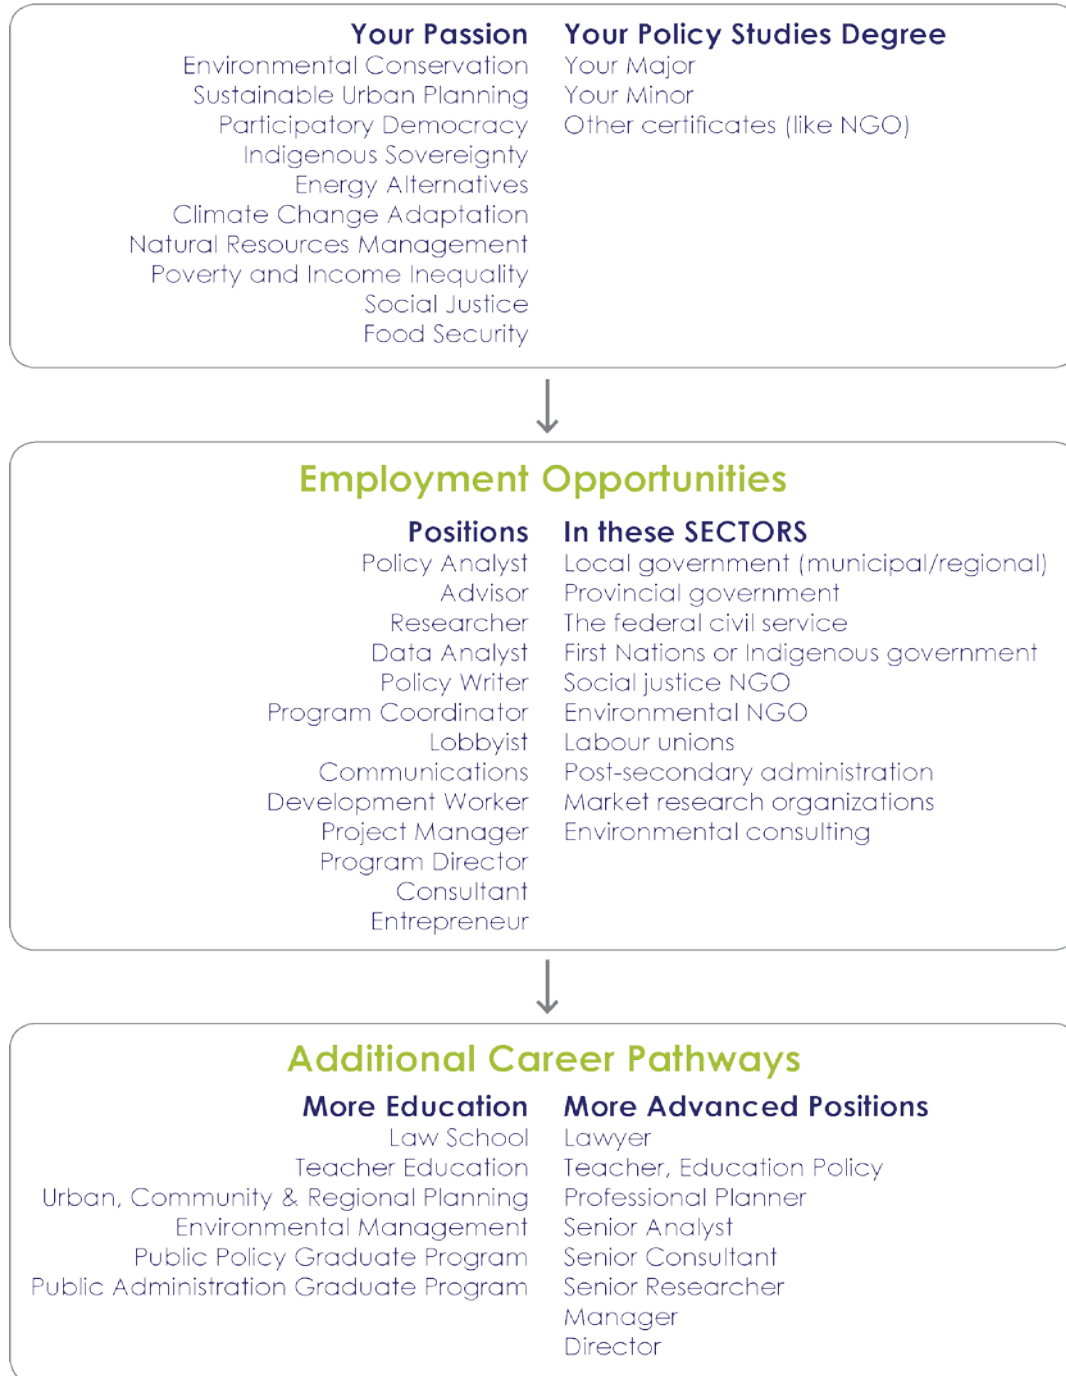 Your Passion
Environmental Conservation
Sustainable Urban Planning
Participatory Democracy
Indigenous Sovereignty
Energy Alternatives
Climate Change Adaptation
Natural Resources Management
Poverty and Income Inequality
Social Justice
Food Security
Your Policy Studies Degree
Your Major
Your Minor
Other certificates (like NGO)
Employment Opportunities
Positions
Policy Analyst
Advisor
Researcher
Data Analyst
Policy Writer
Program Coordinator
Lobbyist
Communications
Development Worker
Project Manager
Program Director
Consultant
Entrepreneur
In these SECTORS
Local government (municipal/regional)
Provincial government
The federal civil service
First Nations or Indigenous government
Social justice NGO
Environmental NGO
Labour unions
Post-secondary administration
Market research organizations
Environmental consulting
Additional Career Pathways
More Education
Law School
Teacher Education
Urban, Community & Regional Planning
Environmental Management
Public Policy Graduate Program
Public Administration Graduate Program
More Advanced Positions
Lawyer
Teacher, Education Policy
Professional Planner
Senior Analyst
Senior Consultant
Senior Researcher
Manager
Director